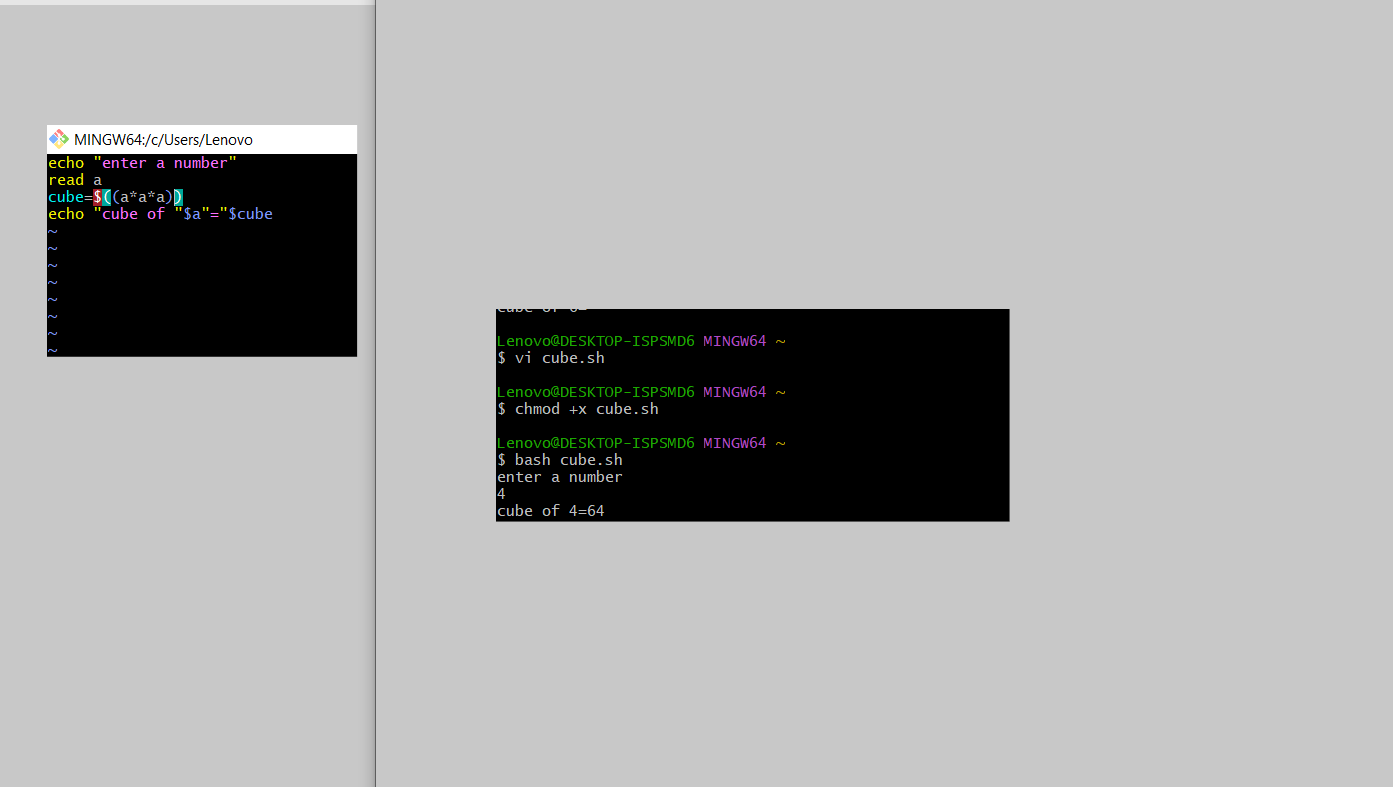 MINGW64:/c/Users/Lenovo
echo "enter a number"
read a
cube=$((a*a*a))
echo "cube of "$a"="$cube
~
~
~
~
~
~
~
~
Lenovo@DESKTOP-ISPSMD6 MINGW64 ~
$ vi cube.sh
Lenovo@DESKTOP-ISPSMD6 MINGW64 ~
$ chmod +x cube.sh
Lenovo@DESKTOP-ISPSMD6 MINGW64 ~
$ bash cube.sh
enter a number
4
cube of 4=64